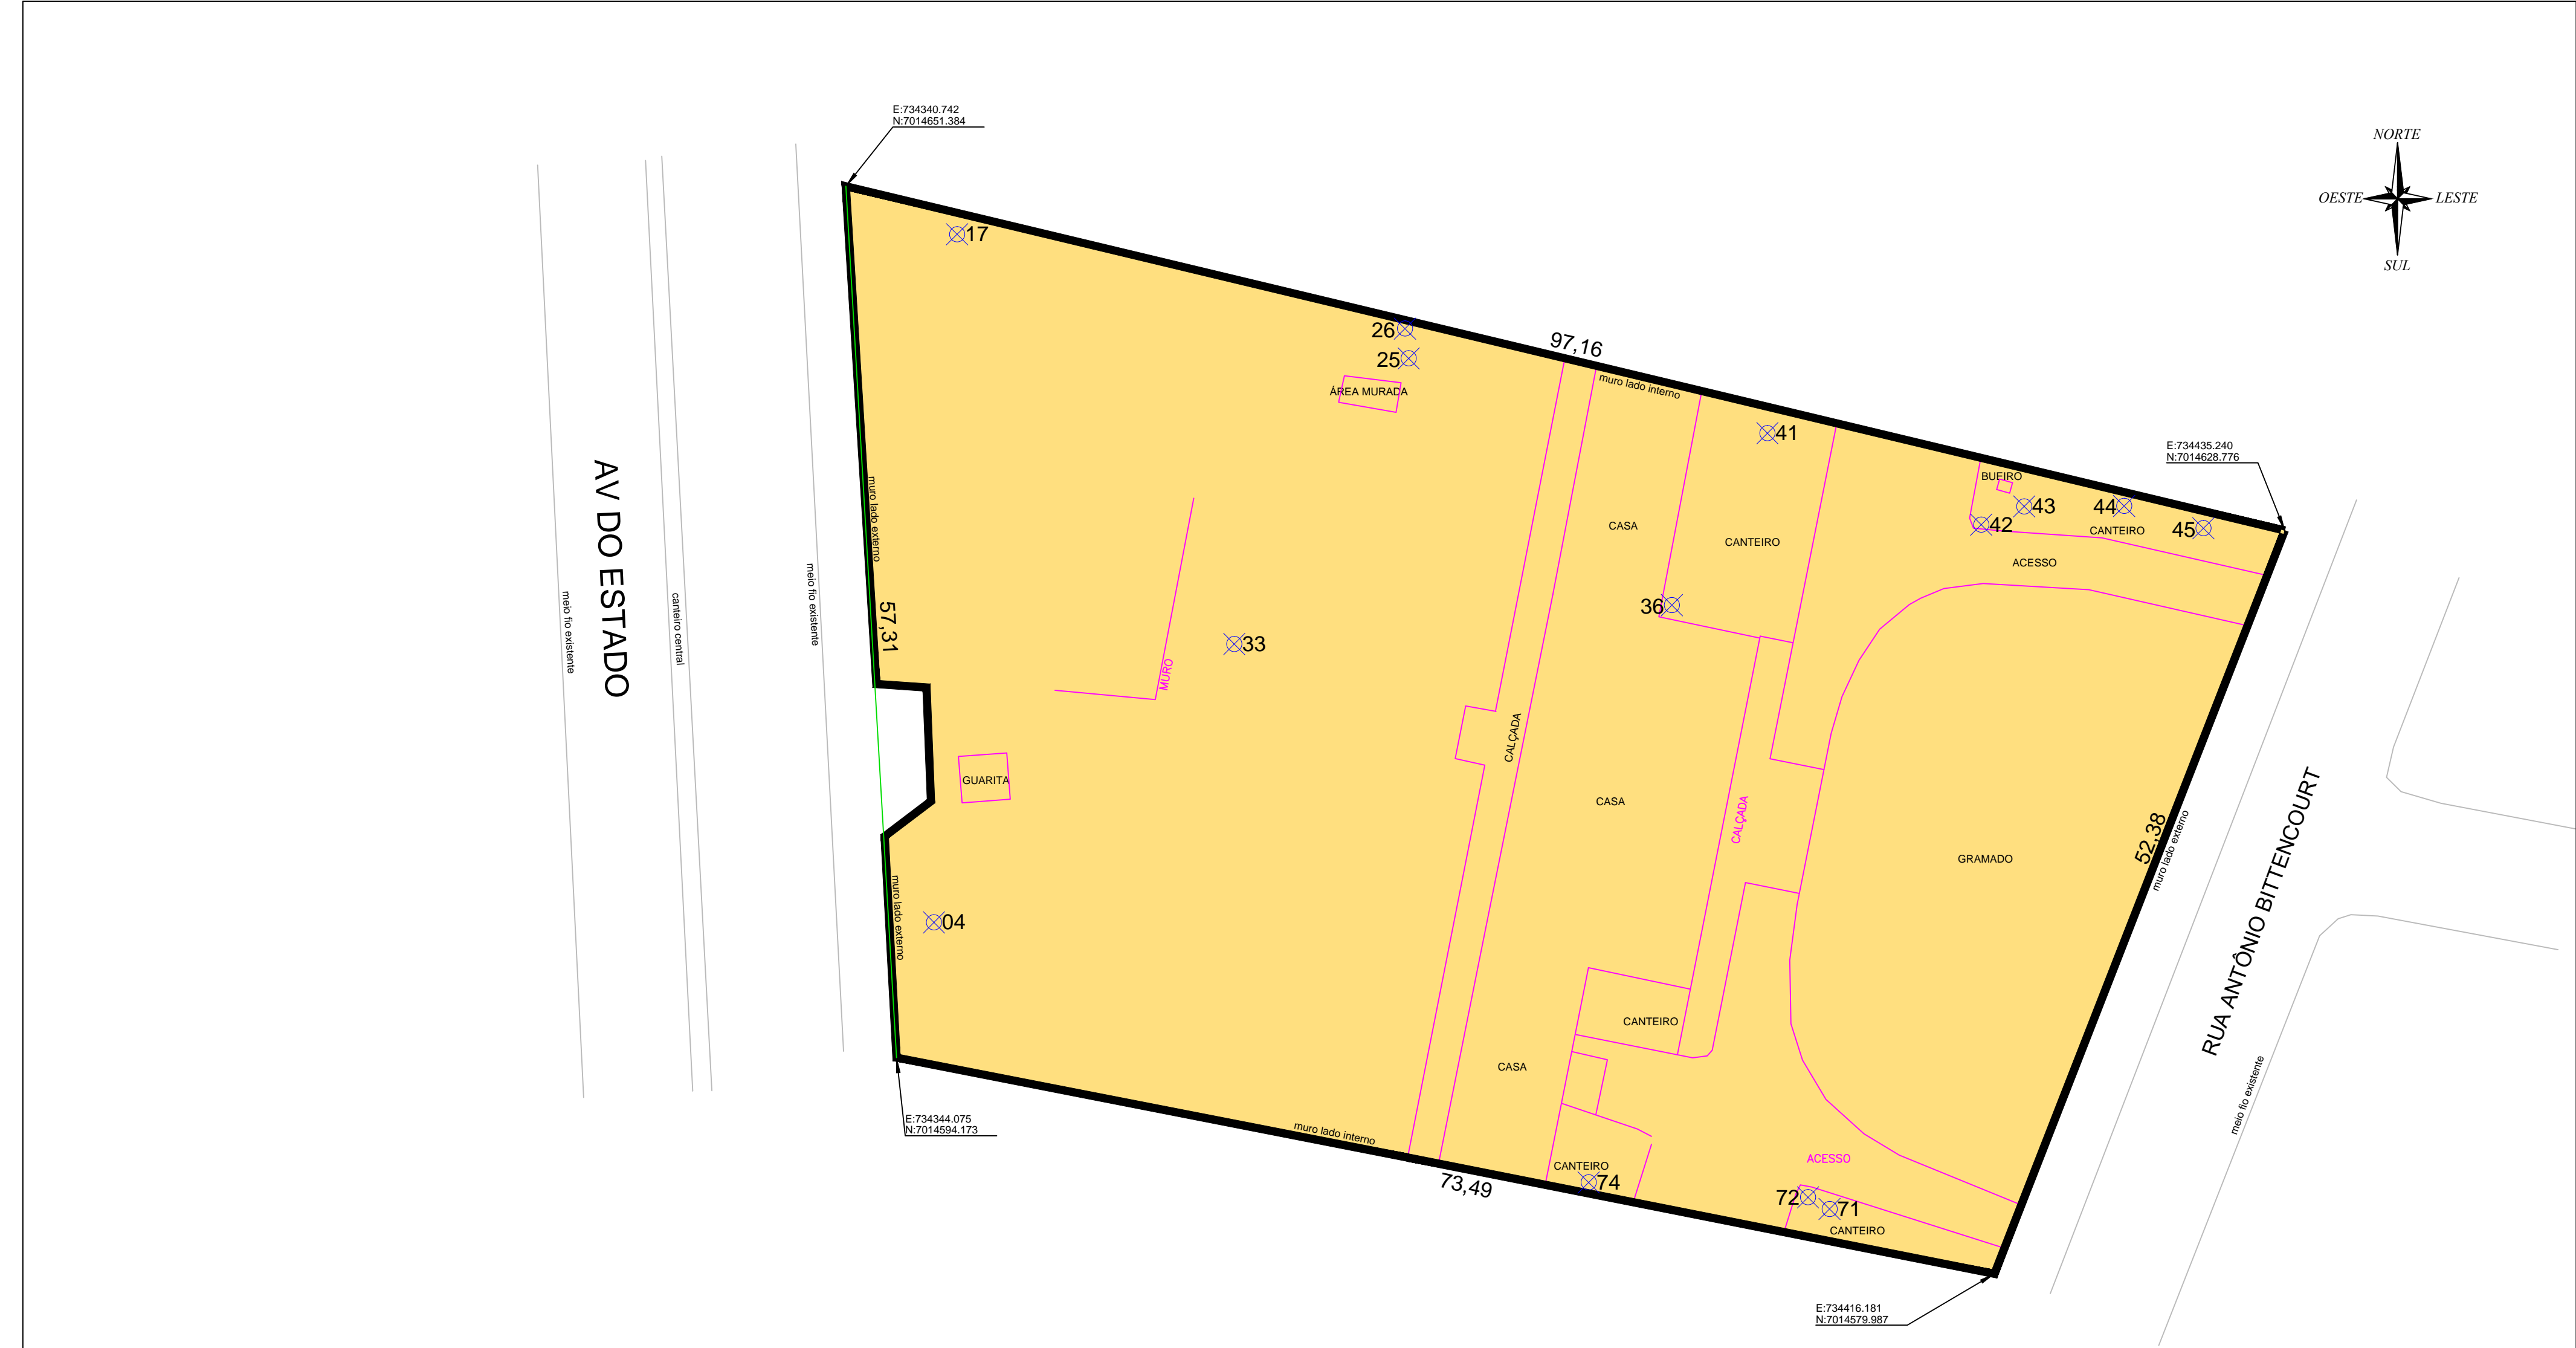 E:734340.742
N:7014651.384
NORTE
OESTE
LESTE
SUL
17
26
25
97,16
muro lado interno
ÁREA MURADA
41
E:734435.240
N:7014628.776
BUEIRO
43
44
42
45
CANTEIRO
ACESSO
CASA
CANTEIRO
AV DO ESTADO
meio fio existente
canteiro central
meio fio existente
muro lado externo
57,31
36
33
MURO
GUARITA
CALÇADA
CASA
CALÇADA
GRAMADO
52,38
muro lado externo
RUA ANTÔNIO BITTENCOURT
meio fio existente
muro lado externo
04
CANTEIRO
CASA
E:734344.075
N:7014594.173
muro lado interno
73,49
CANTEIRO
74
ACESSO
72
71
CANTEIRO
E:734416.181
N:7014579.987